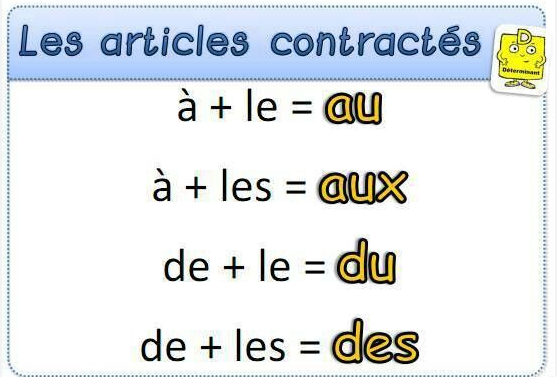 Les articles contractés
D
Déterminant
à + le = au
à + les = aux
de + le = du
de + les = des